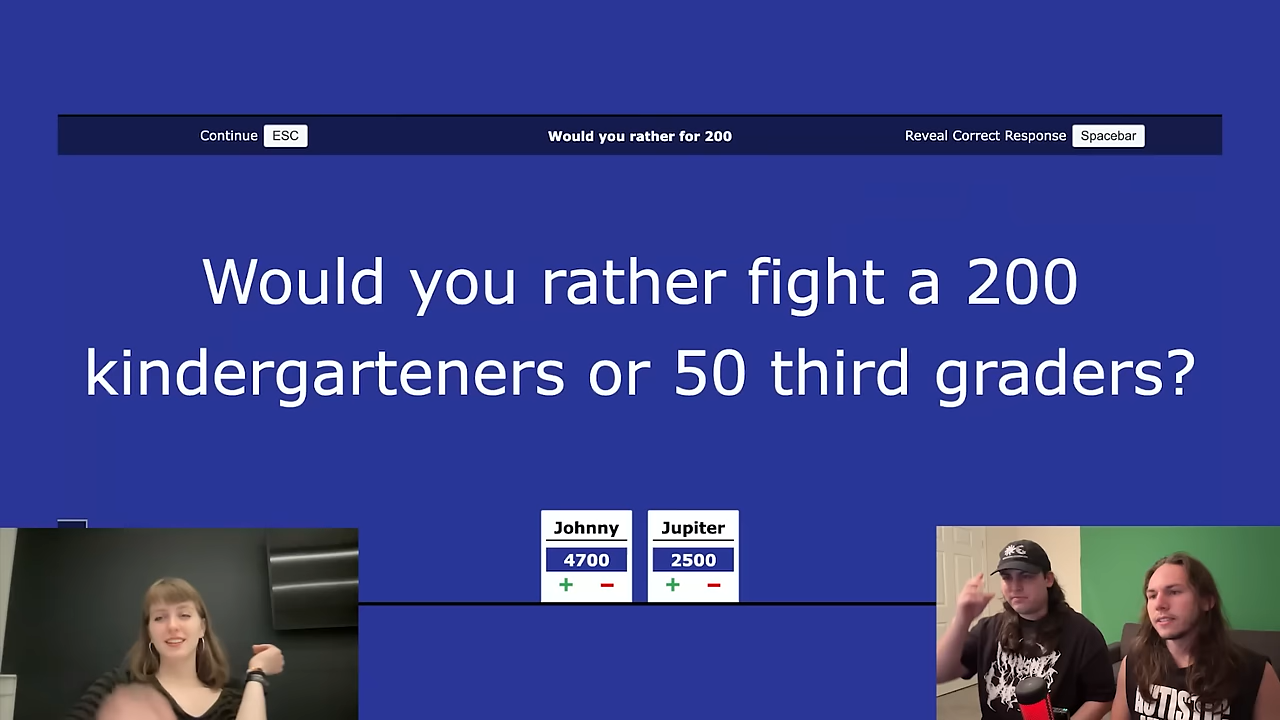 Continue ESC
Would you rather for 200
Reveal Correct Response Spacebar
Would you rather fight a 200
kindergarteners or 50 third graders?
Johnny
4700
+ −
Jupiter
2500
+ −